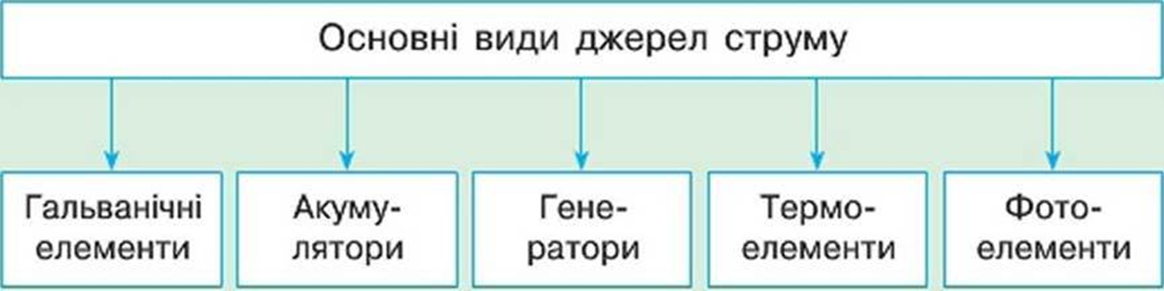 Основні види джерел струму
Гальванічні
елементи
Акуму-
лятори
Гене-
ратори
Термо-
елементи
Фото-
елементи